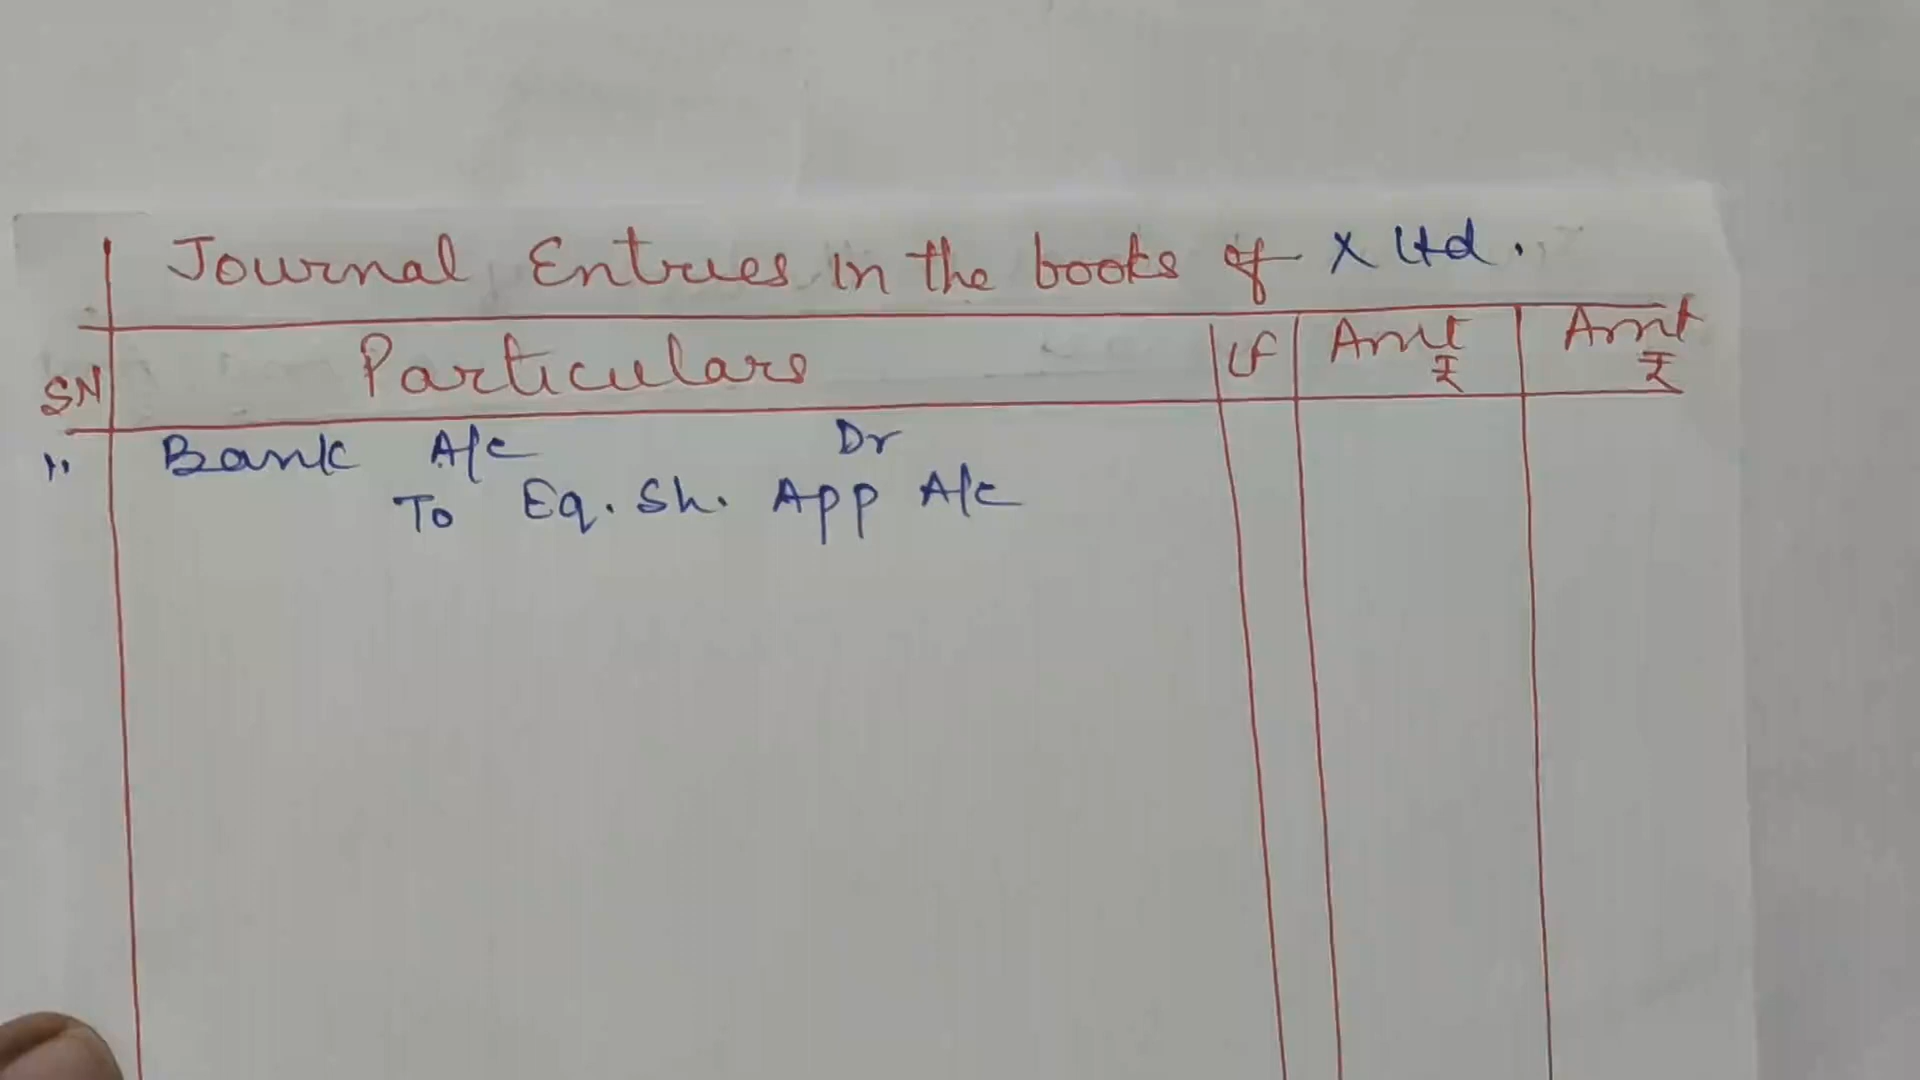 Journal Entries in the books of X Ltd.
SN Particulars LF Amt ₹ Amt ₹
1) Bank A/c Dr
To Eq. Sh. App A/c